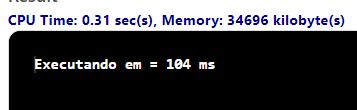 CPU Time: 0.31 sec(s), Memory: 34696 kilobyte(s)
Executando em = 104 ms